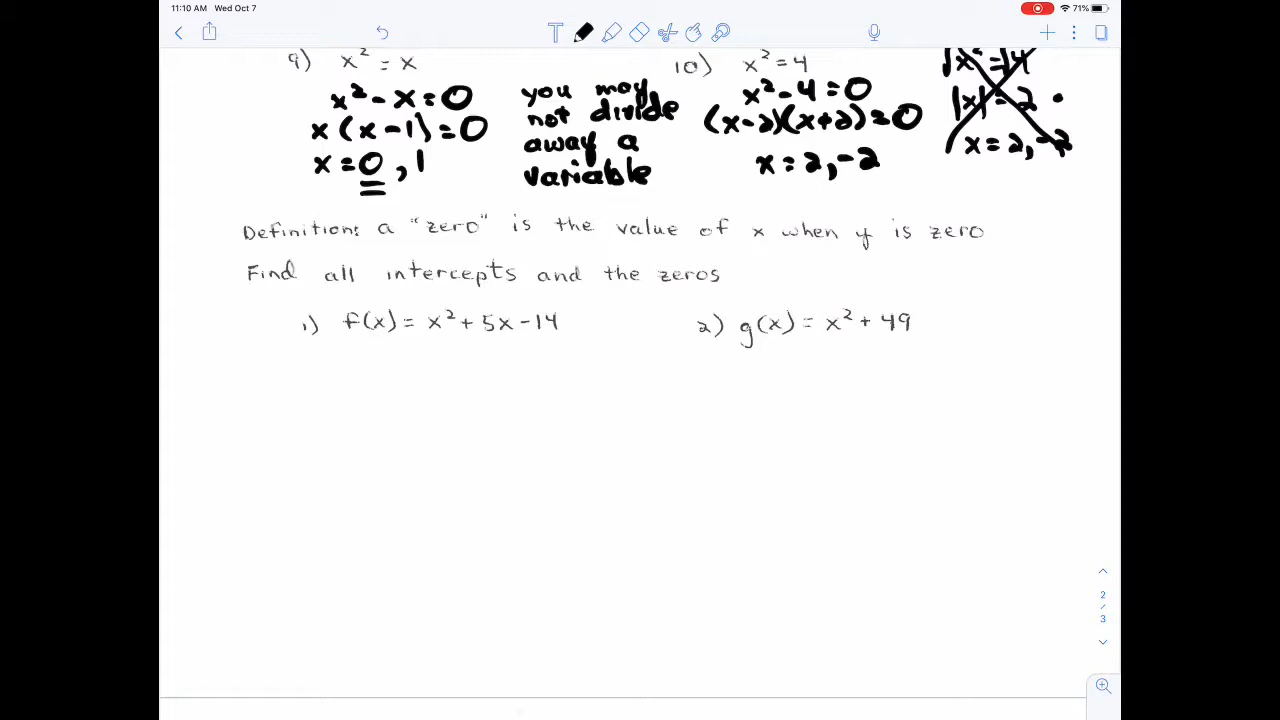 11:10 AM Wed Oct 7
71%
9) x² = x
x² - x = 0
x(x-1) = 0
x = 0, 1
you may
not divide
away a
variable
10) x² = 4
x² - 4 = 0
(x-2)(x+2) = 0
x = 2, -2
√x² = √4
|x| = 2
x = 2, -2
Definition: a "zero" is the value of x when y is zero
Find all intercepts and the zeros
1) f(x) = x² + 5x - 14
2) g(x) = x² + 49
2
/
3